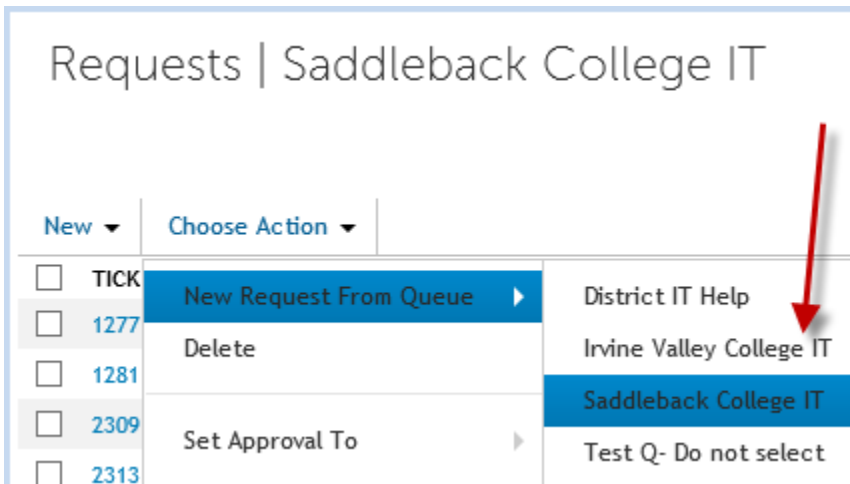 Requests | Saddleback College IT
New Choose Action
TICK
New Request From Queue
District IT Help
1277
Delete
Irvine Valley College IT
1281
Saddleback College IT
2309
Set Approval To
Test Q- Do not select
2313